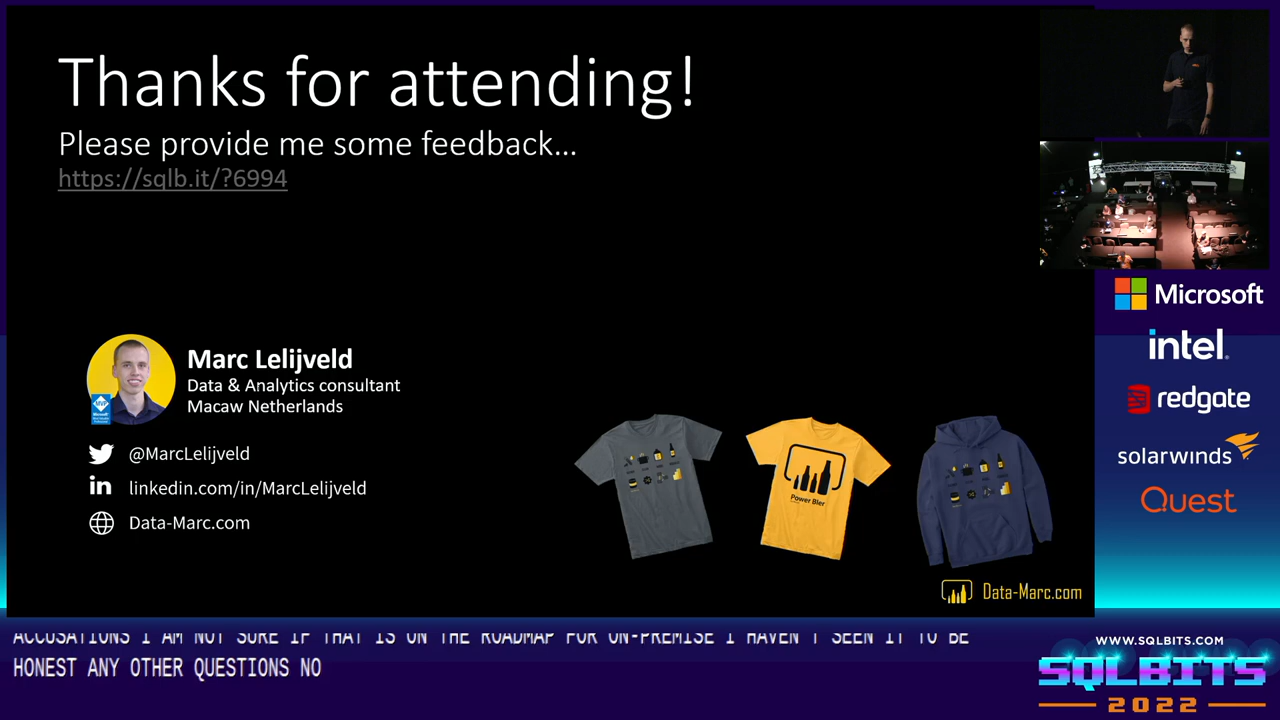 Thanks for attending!
Please provide me some feedback...
https://sqlb.it/?6994
Marc Lelijveld
Data & Analytics consultant
Macaw Netherlands
@MarcLelijveld
linkedin.com/in/MarcLelijveld
Data-Marc.com
Power BIer
Data-Marc.com
Microsoft
intel.
redgate
solarwinds
Quest
ACCUSATIONS I AM NOT SURE IF THAT IS ON THE ROADMAP FOR ON-PREMISE I HAVEN'T SEEN IT TO BE
HONEST ANY OTHER QUESTIONS NO
WWW.SQLBITS.COM
SQLBITS
2022